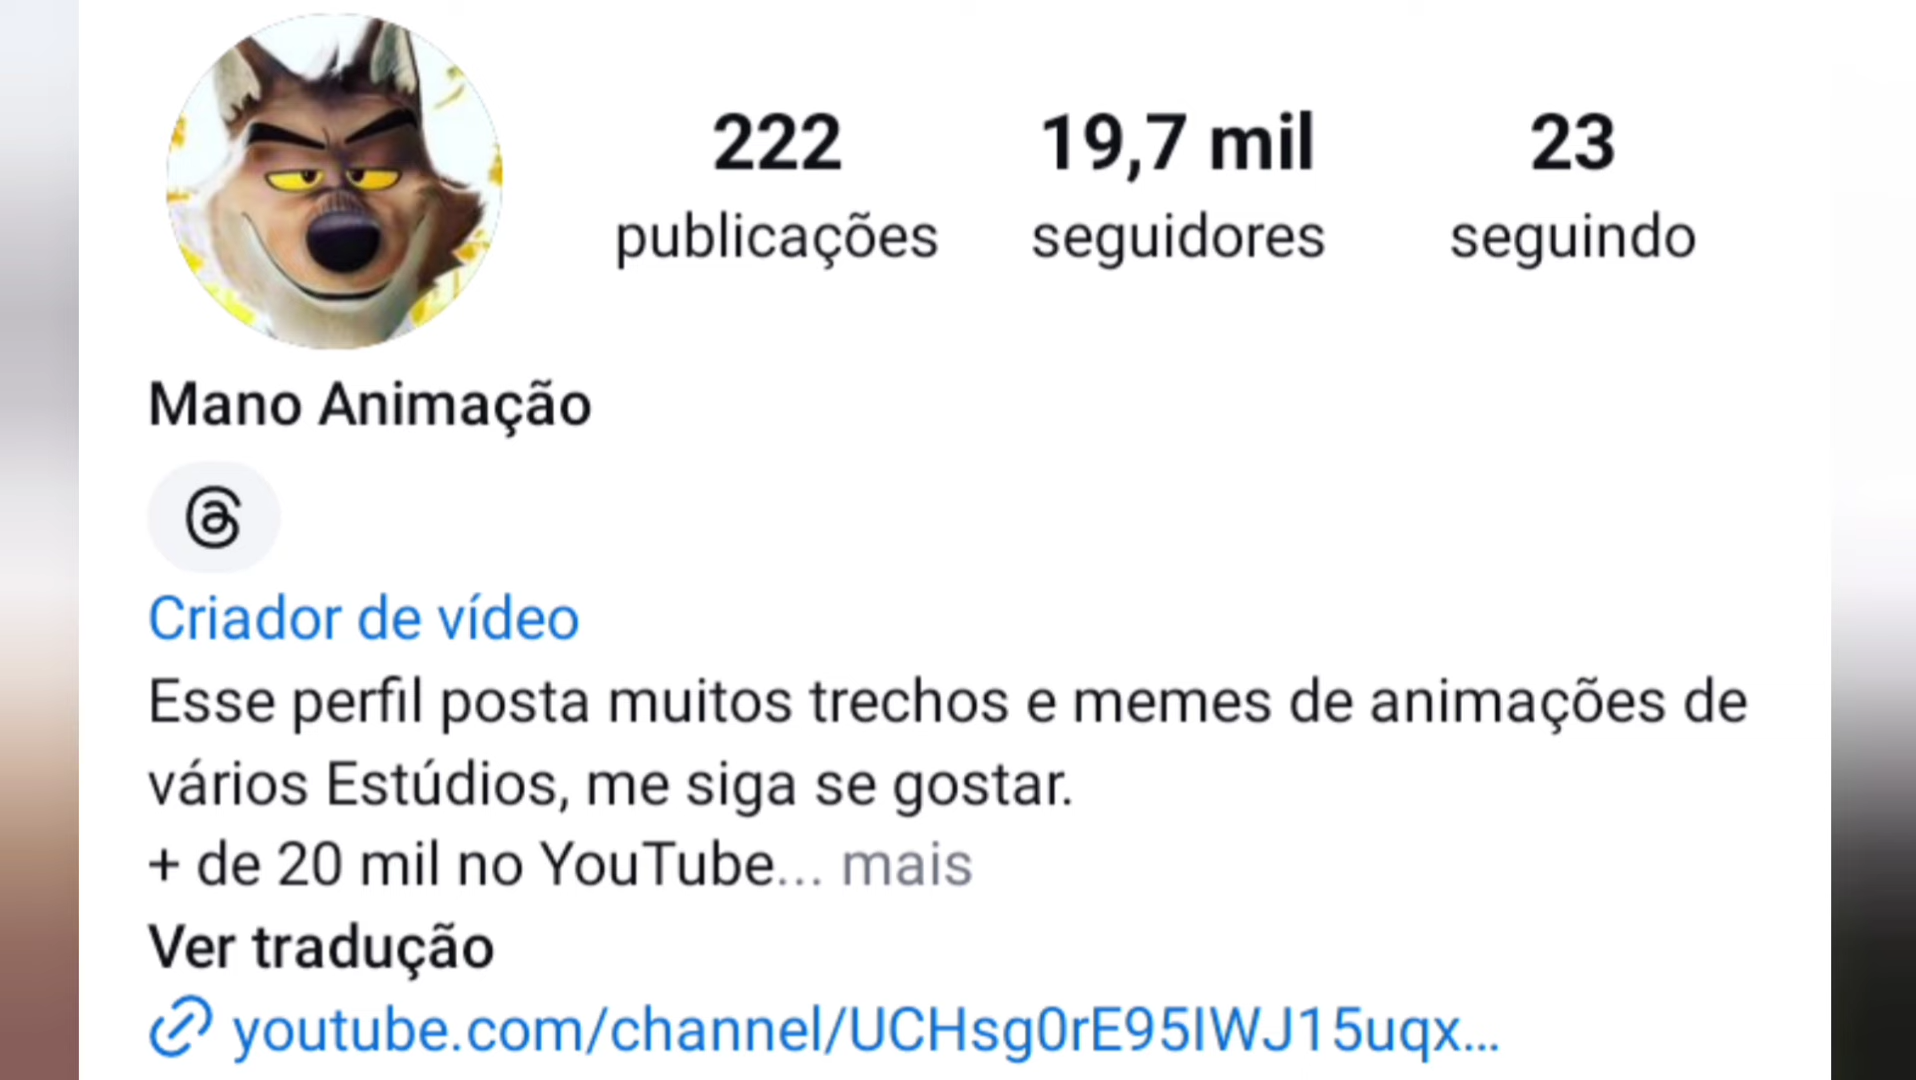 222 19,7 mil 23
publicações seguidores seguindo
Mano Animação
Criador de vídeo
Esse perfil posta muitos trechos e memes de animações de
vários Estúdios, me siga se gostar.
+ de 20 mil no YouTube... mais
Ver tradução
youtube.com/channel/UCHsg0rE95IWJ15uqx...